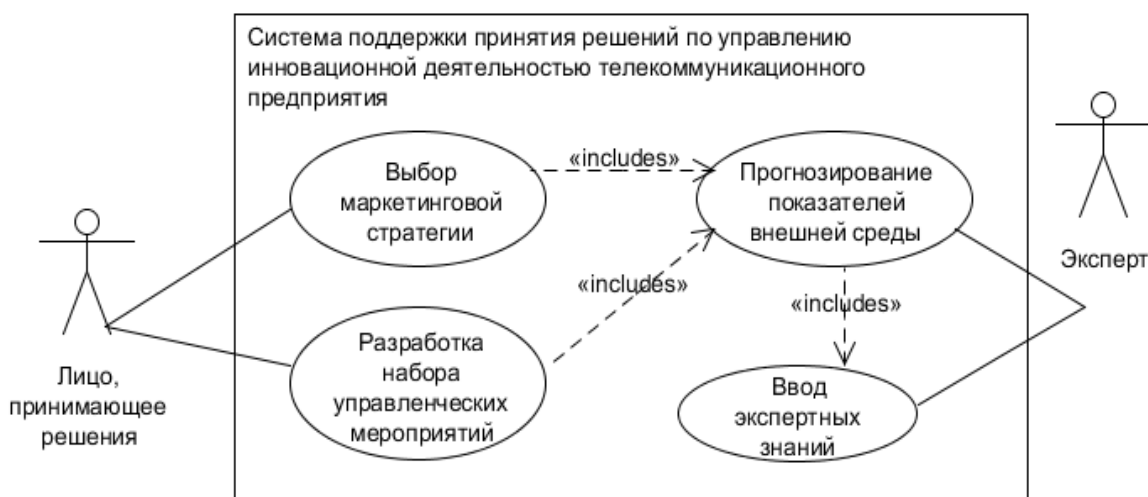 Система поддержки принятия решений по управлению
инновационной деятельностью телекоммуникационного
предприятия
Выбор
маркетинговой
стратегии
«includes»
Прогнозирование
показателей
внешней среды
Эксперт
«includes»
«includes»
Разработка
набора
управленческих
мероприятий
Ввод
экспертных
знаний
Лицо,
принимающее
решения